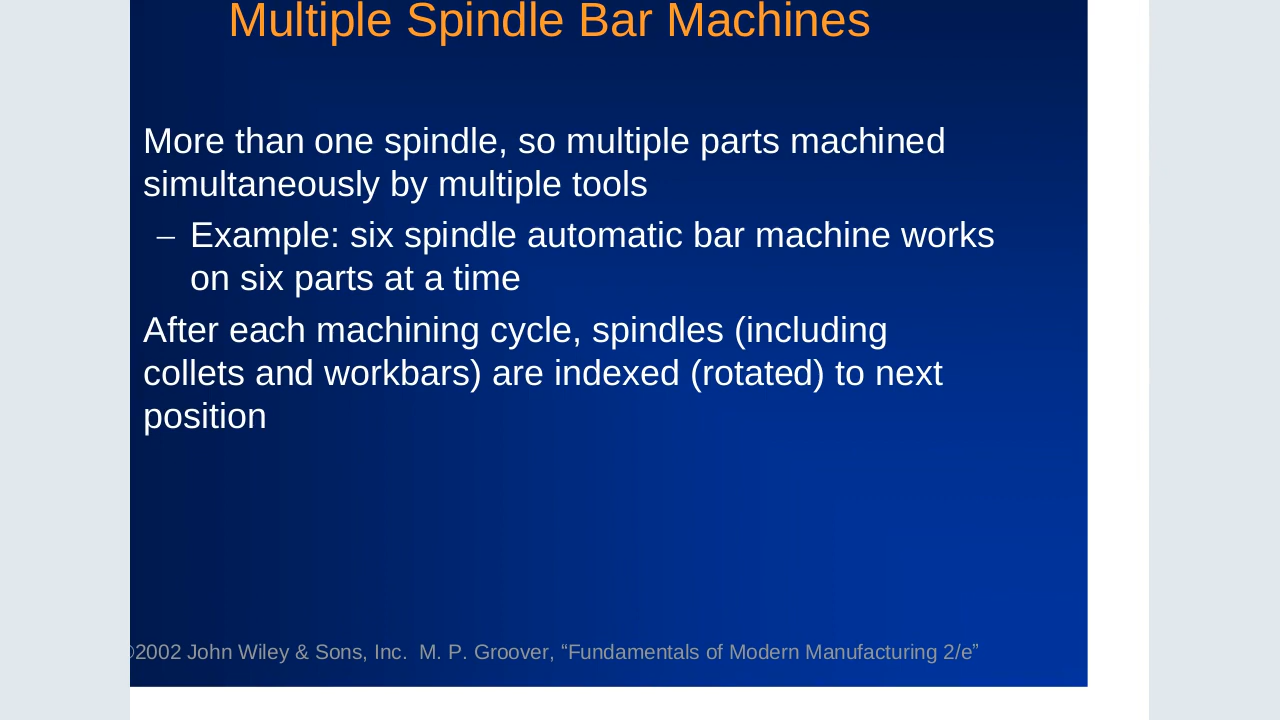 Multiple Spindle Bar Machines
More than one spindle, so multiple parts machined
simultaneously by multiple tools
– Example: six spindle automatic bar machine works
on six parts at a time
After each machining cycle, spindles (including
collets and workbars) are indexed (rotated) to next
position
©2002 John Wiley & Sons, Inc.  M. P. Groover, “Fundamentals of Modern Manufacturing 2/e”